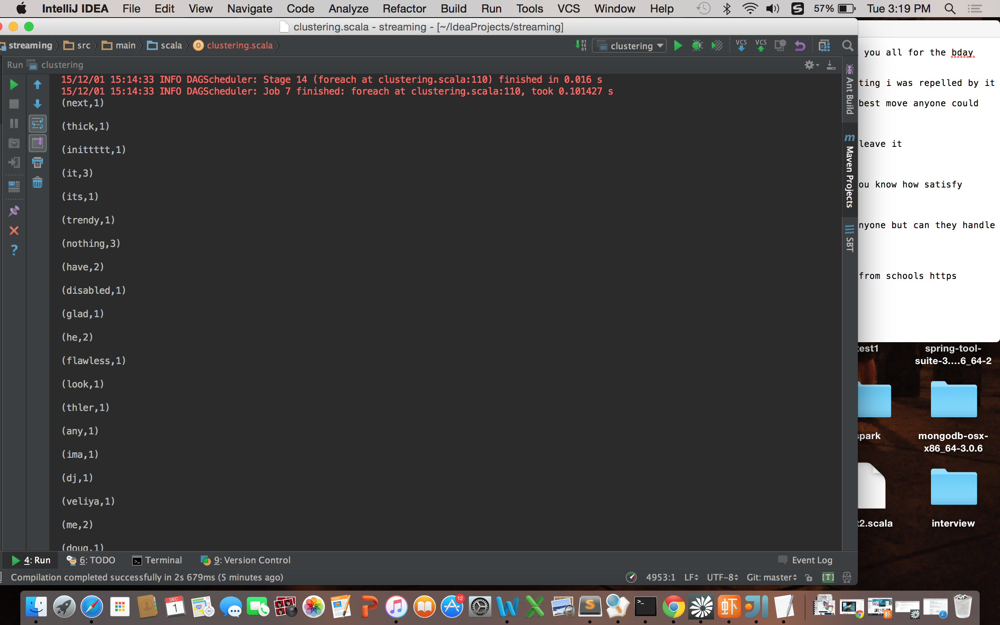 IntelliJ IDEA File Edit View Navigate Code Analyze Refactor Build Run Tools VCS Window Help 57% Tue 3:19 PM
clustering.scala - streaming - [~/IdeaProjects/streaming]
streaming src main scala clustering.scala clustering VCS VCS
Run clustering
15/12/01 15:14:33 INFO DAGScheduler: Stage 14 (foreach at clustering.scala:110) finished in 0.016 s
15/12/01 15:14:33 INFO DAGScheduler: Job 7 finished: foreach at clustering.scala:110, took 0.101427 s
(next,1)
(thick,1)
(inittttt,1)
(it,3)
(its,1)
(trendy,1)
(nothing,3)
(have,2)
(disabled,1)
(glad,1)
(he,2)
(flawless,1)
(look,1)
(thler,1)
(any,1)
(ima,1)
(dj,1)
(veliya,1)
(me,2)
(doug,1)
Ant Build
Maven Projects
SBT
you all for the bday
ting i was repelled by it
best move anyone could
leave it
ou know how satisfy
nyone but can they handle
from schools https
test1
spring-tool-
suite-3....6_64-2
spark
mongodb-osx-
x86_64-3.0.6
t2.scala
interview
4: Run 6: TODO Terminal 9: Version Control Event Log
Compilation completed successfully in 2s 679ms (5 minutes ago) 4953:1 LF UTF-8 Git: master [T]
DEC
1
3D
PAGES
12
虾